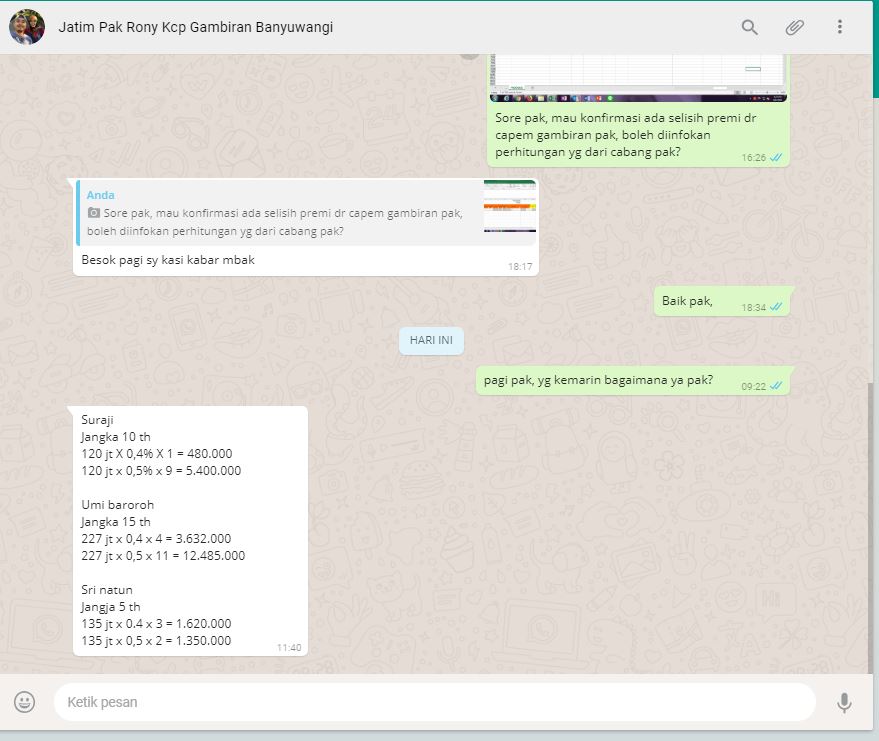 Jatim Pak Rony Kcp Gambiran Banyuwangi
Sore pak, mau konfirmasi ada selisih premi dr
capem gambiran pak, boleh diinfokan
perhitungan yg dari cabang pak?
16:26
Anda
Sore pak, mau konfirmasi ada selisih premi dr capem gambiran pak,
boleh diinfokan perhitungan yg dari cabang pak?
Besok pagi sy kasi kabar mbak
18:17
Baik pak,
18:34
HARI INI
pagi pak, yg kemarin bagaimana ya pak?
09:22
Suraji
Jangka 10 th
120 jt X 0,4% X 1 = 480.000
120 jt x 0,5% x 9 = 5.400.000
Umi baroroh
Jangka 15 th
227 jt x 0,4 x 4 = 3.632.000
227 jt x 0,5 x 11 = 12.485.000
Sri natun
Jangja 5 th
135 jt x 0.4 x 3 = 1.620.000
135 jt x 0,5 x 2 = 1.350.000
11:40
Ketik pesan